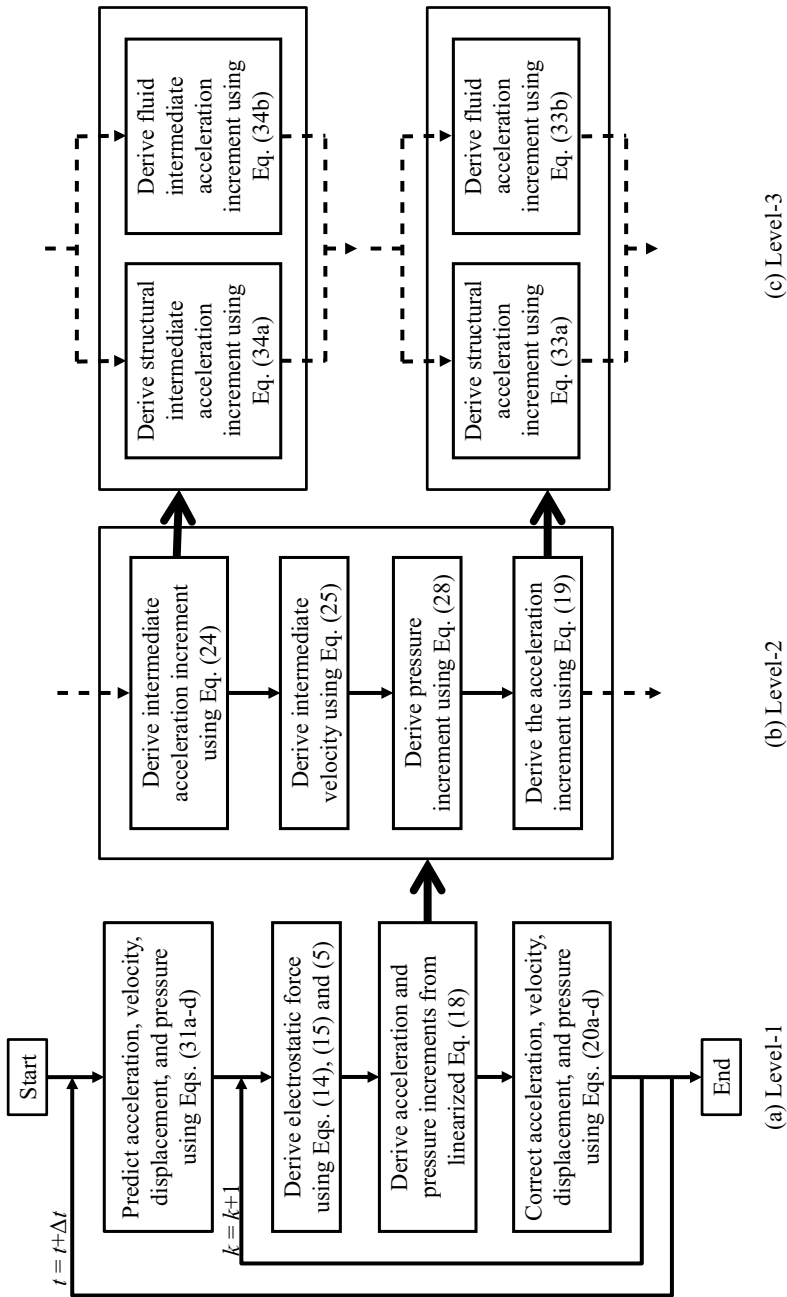 Start
t = t+Δt
Predict acceleration, velocity,
displacement, and pressure
using Eqs. (31a-d)
k = k+1
Derive electrostatic force
using Eqs. (14), (15) and (5)
Derive acceleration and
pressure increments from
linearized Eq. (18)
Correct acceleration, velocity,
displacement, and pressure
using Eqs. (20a-d)
End
(a) Level-1
Derive intermediate
acceleration increment
using Eq. (24)
Derive intermediate
velocity using Eq. (25)
Derive pressure
increment using Eq. (28)
Derive the acceleration
increment using Eq. (19)
(b) Level-2
Derive structural
intermediate
acceleration
increment using
Eq. (34a)
Derive fluid
intermediate
acceleration
increment using
Eq. (34b)
Derive structural
acceleration
increment using
Eq. (33a)
Derive fluid
acceleration
increment using
Eq. (33b)
(c) Level-3